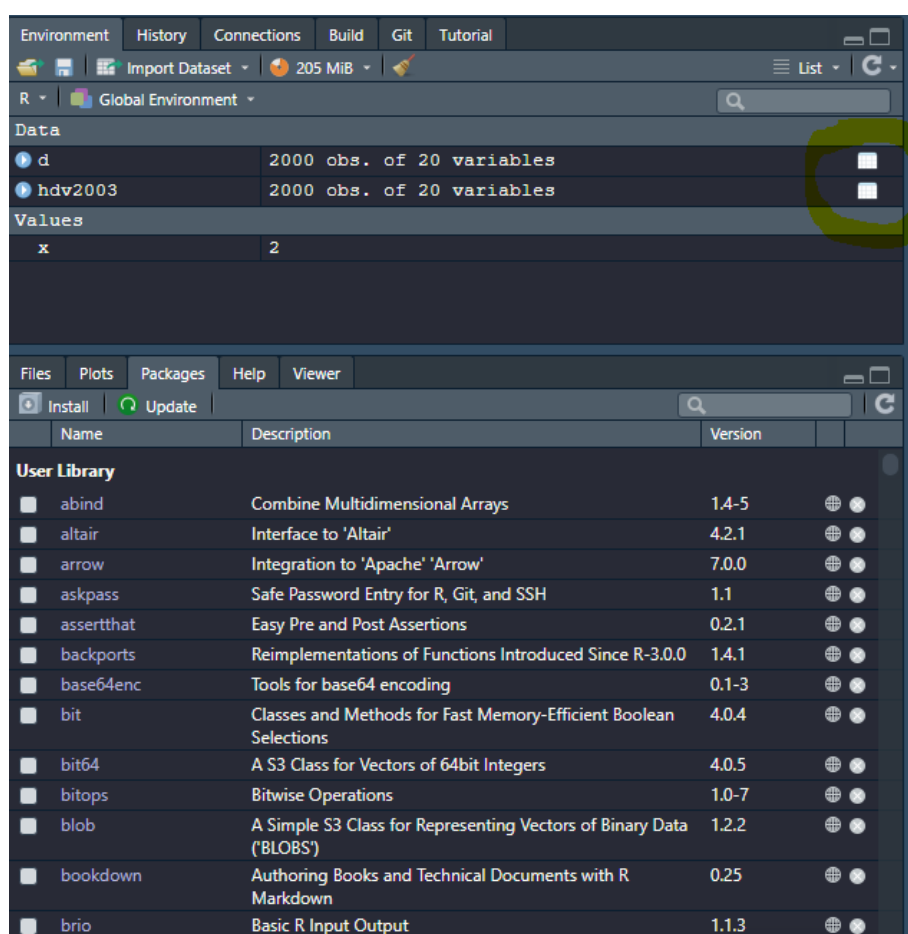 Environment History Connections Build Git Tutorial
Import Dataset 205 MiB List
R Global Environment
Data
d 2000 obs. of 20 variables
hdv2003 2000 obs. of 20 variables
Values
x 2
Files Plots Packages Help Viewer
Install Update
Name Description Version
User Library
abind Combine Multidimensional Arrays 1.4-5
altair Interface to 'Altair' 4.2.1
arrow Integration to 'Apache' 'Arrow' 7.0.0
askpass Safe Password Entry for R, Git, and SSH 1.1
assertthat Easy Pre and Post Assertions 0.2.1
backports Reimplementations of Functions Introduced Since R-3.0.0 1.4.1
base64enc Tools for base64 encoding 0.1-3
bit Classes and Methods for Fast Memory-Efficient Boolean 4.0.4
Selections
bit64 A S3 Class for Vectors of 64bit Integers 4.0.5
bitops Bitwise Operations 1.0-7
blob A Simple S3 Class for Representing Vectors of Binary Data 1.2.2
('BLOBS')
bookdown Authoring Books and Technical Documents with R 0.25
Markdown
brio Basic R Input Output 1.1.3